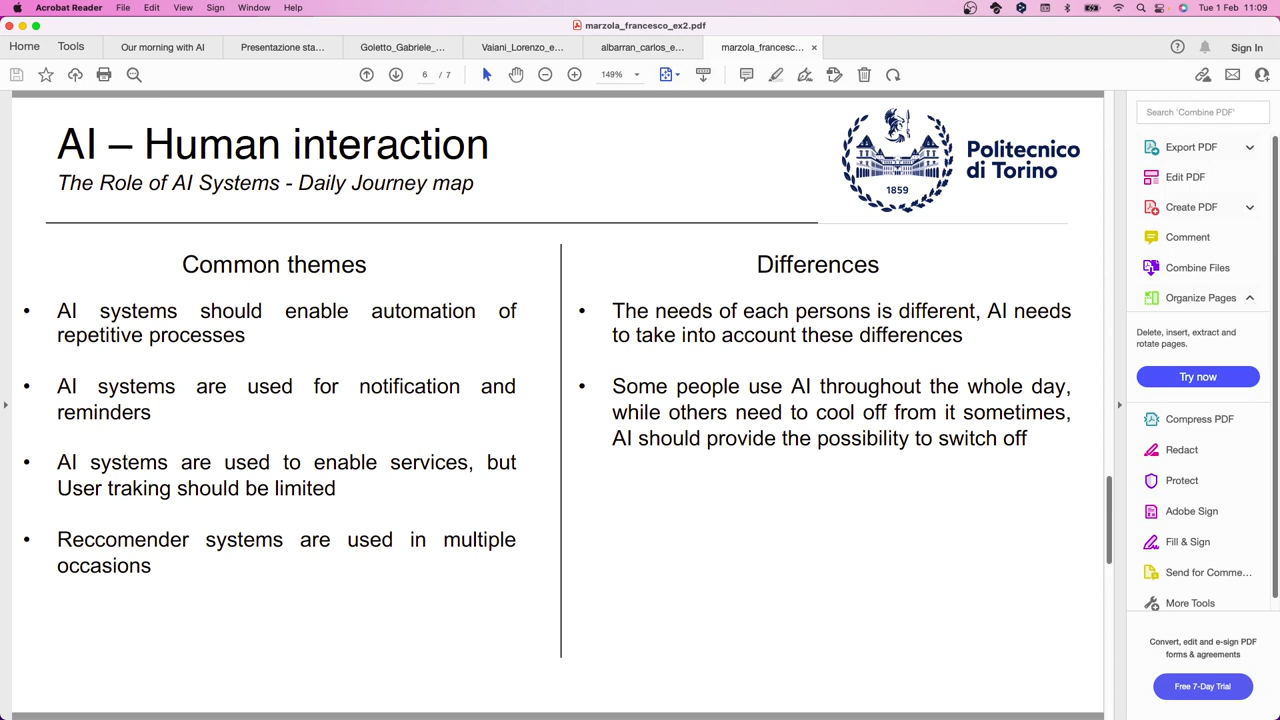 Acrobat Reader File Edit View Sign Window Help Tue 1 Feb 11:09
marzola_francesco_ex2.pdf
Home Tools Our morning with AI Presentazione sta... Goletto_Gabriele_... Vaiani_Lorenzo_e... albarran_carlos_e... marzola_francesc... × Sign In
6 / 7 149%
AI – Human interaction
The Role of AI Systems - Daily Journey map
1859
Politecnico
di Torino
Common themes
• AI systems should enable automation of
repetitive processes
• AI systems are used for notification and
reminders
• AI systems are used to enable services, but
User traking should be limited
• Reccomender systems are used in multiple
occasions
Differences
• The needs of each persons is different, AI needs
to take into account these differences
• Some people use AI throughout the whole day,
while others need to cool off from it sometimes,
AI should provide the possibility to switch off
Search 'Combine PDF'
Export PDF
Edit PDF
Create PDF
Comment
Combine Files
Organize Pages
Delete, insert, extract and
rotate pages.
Try now
Compress PDF
Redact
Protect
Adobe Sign
Fill & Sign
Send for Comme...
More Tools
Convert, edit and e-sign PDF
forms & agreements
Free 7-Day Trial